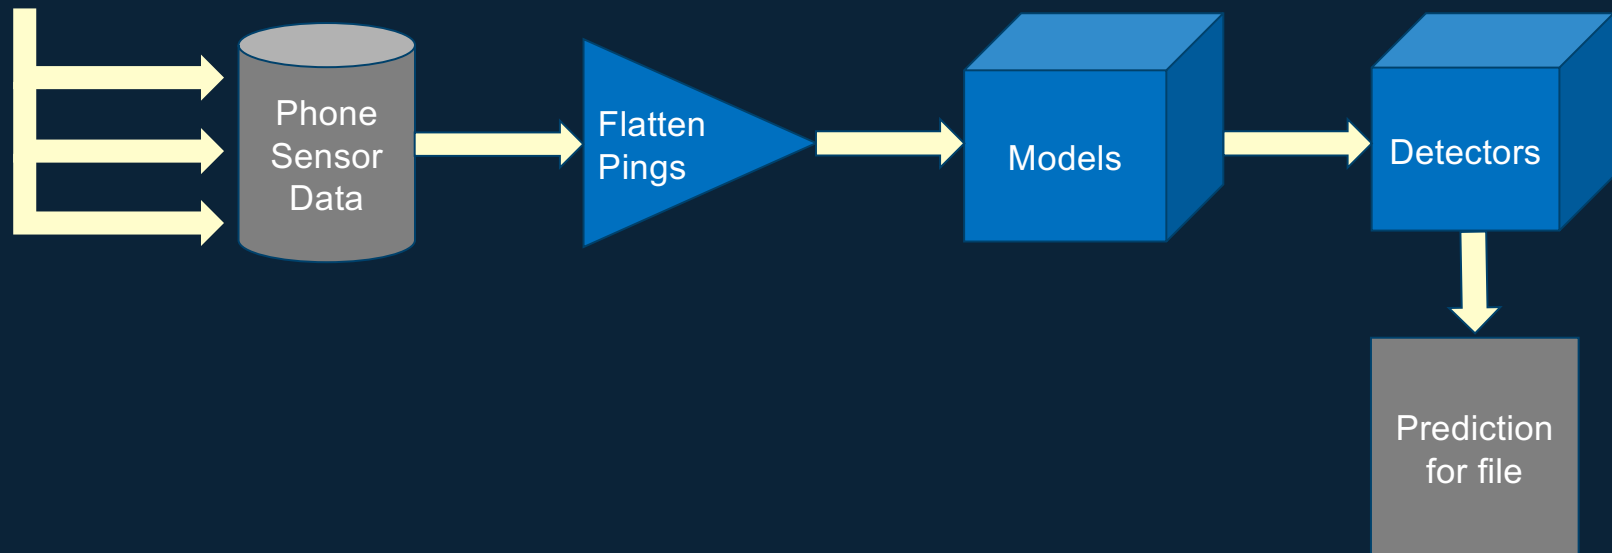 Phone
Sensor
Data
Flatten
Pings
Models
Detectors
Prediction
for file